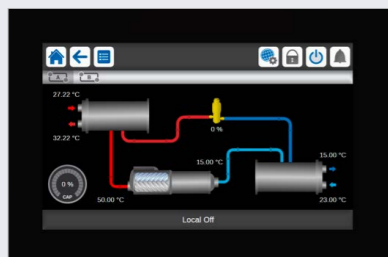 A B
27.22 °C
32.22 °C
0 %
15.00 °C
15.00 °C
0 %
CAP
50.00 °C
23.00 °C
Local Off